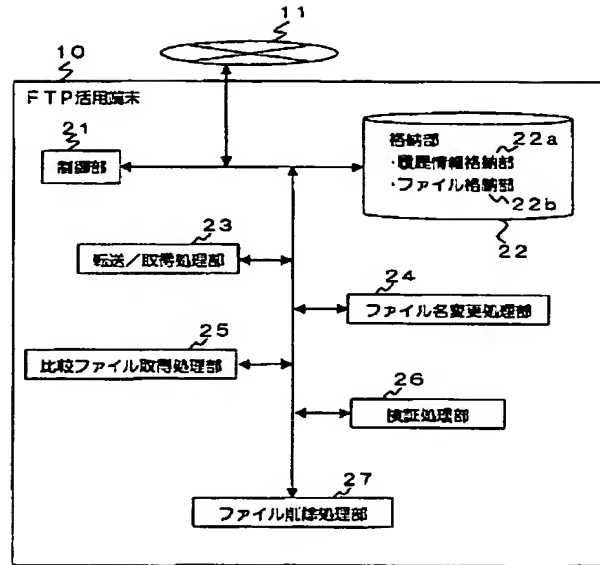 11
10
FTP活用端末
21
制御部
格納部
22a
・履歴情報格納部
・ファイル格納部
22b
22
23
転送／取得処理部
24
ファイル名変更処理部
25
比較ファイル取得処理部
26
検証処理部
27
ファイル削除処理部